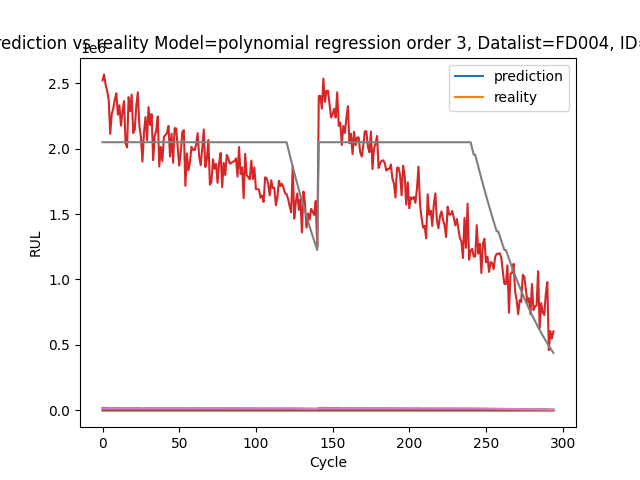 rediction vs reality Model=polynomial regression order 3, Datalist=FD004, ID=
1e6
2.5
2.0
1.5
1.0
0.5
0.0
RUL
prediction
reality
0 50 100 150 200 250 300
Cycle